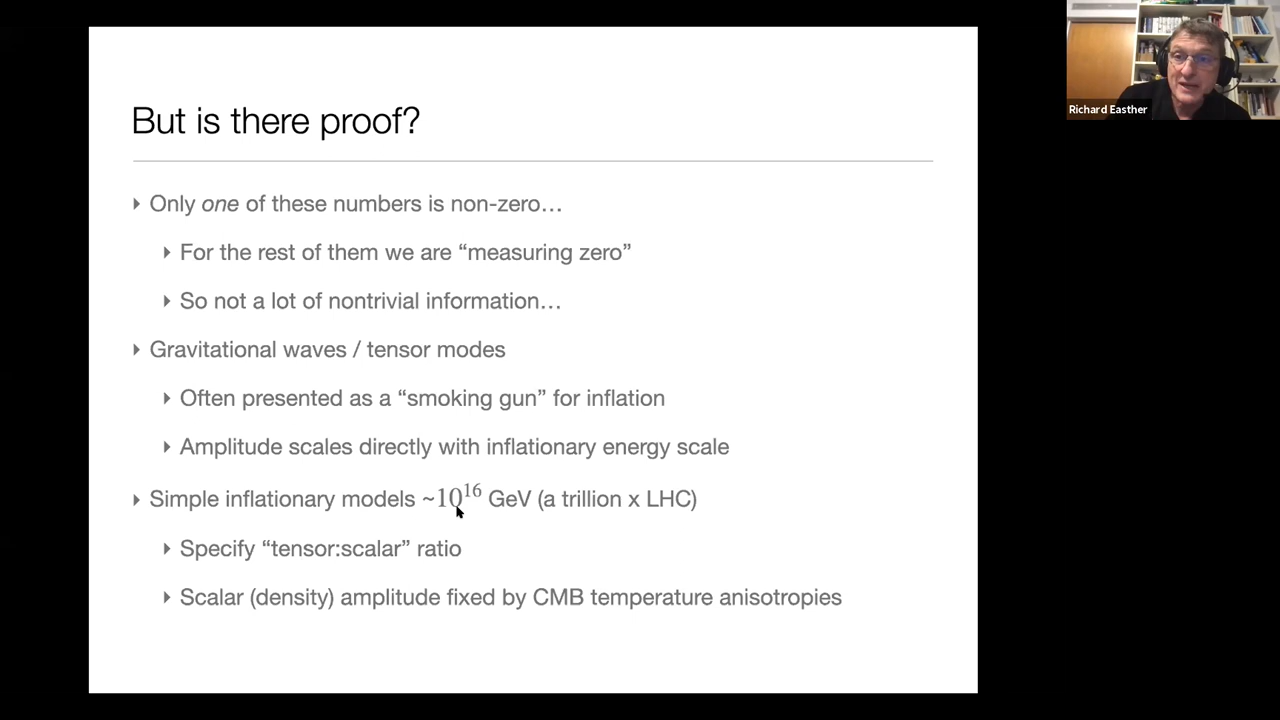 But is there proof?
Only one of these numbers is non-zero…
For the rest of them we are “measuring zero”
So not a lot of nontrivial information…
Gravitational waves / tensor modes
Often presented as a “smoking gun” for inflation
Amplitude scales directly with inflationary energy scale
Simple inflationary models ~10¹⁶ GeV (a trillion x LHC)
Specify “tensor:scalar” ratio
Scalar (density) amplitude fixed by CMB temperature anisotropies
Richard Easther